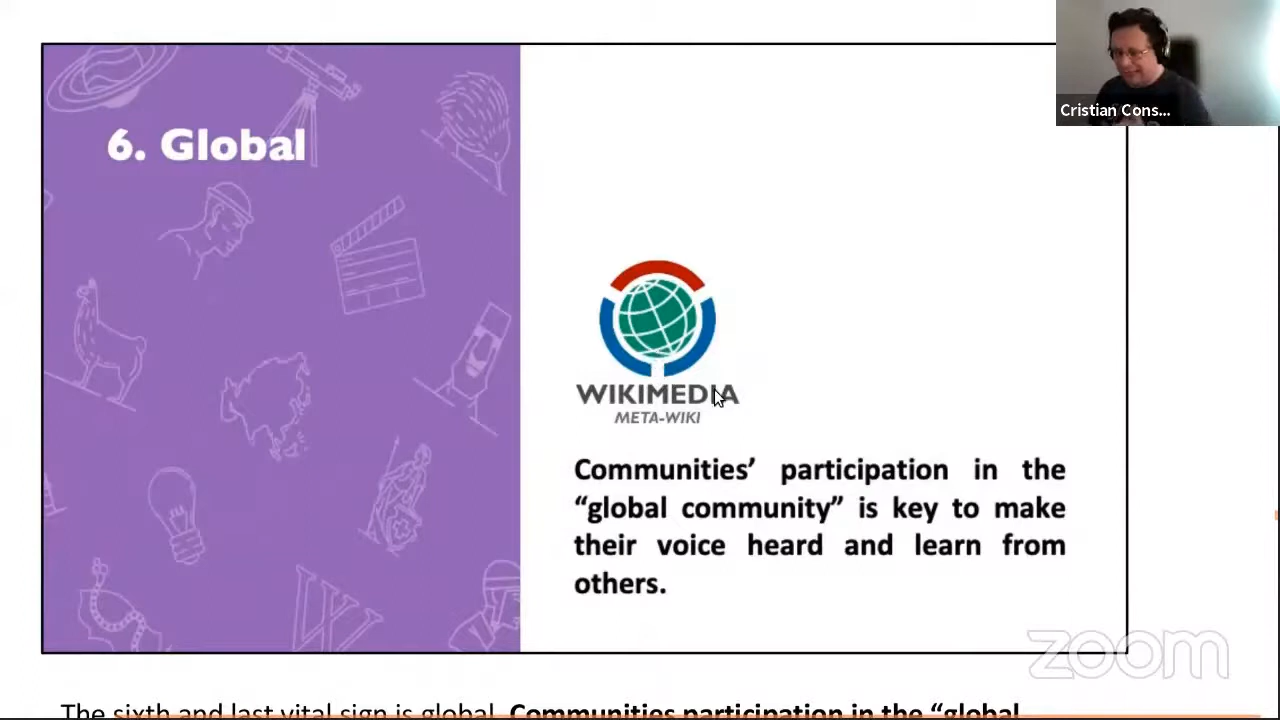 6. Global
Cristian Cons...
WIKIMEDIA
META-WIKI
Communities’ participation in the
“global community” is key to make
their voice heard and learn from
others.
zoom
The sixth and last vital sign is global. Communities participation in the “global